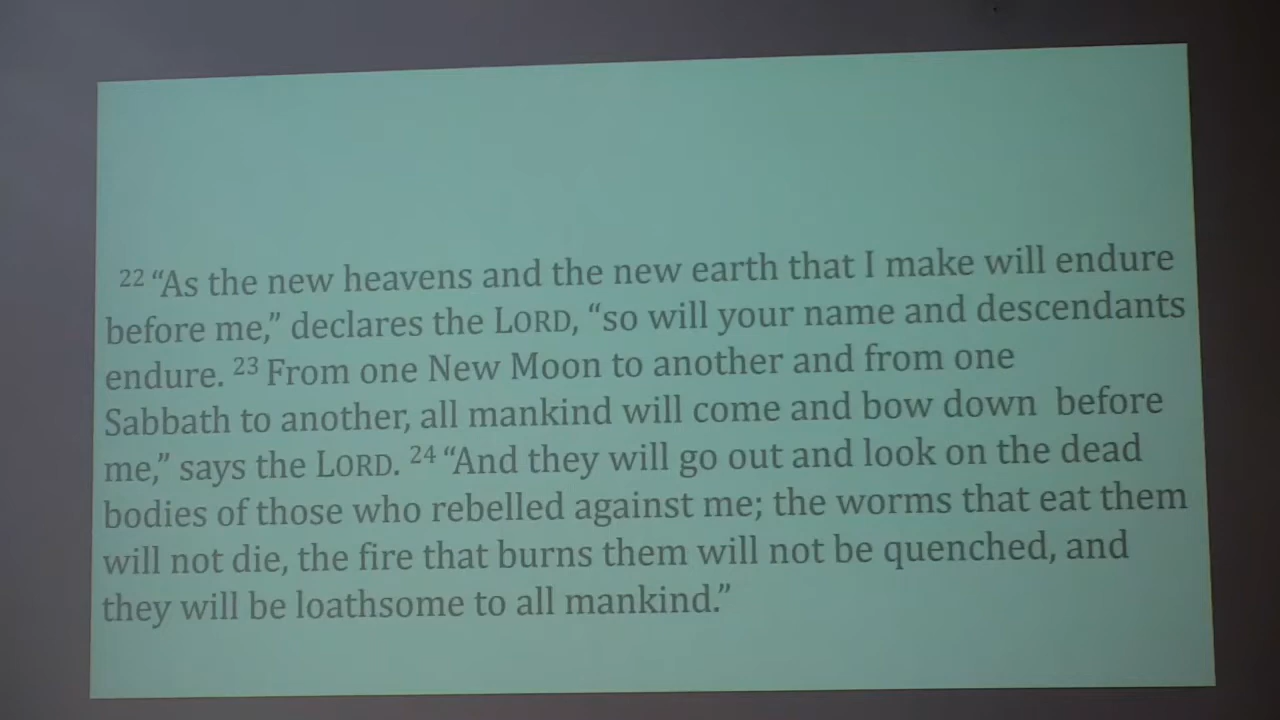 22 “As the new heavens and the new earth that I make will endure
before me,” declares the LORD, “so will your name and descendants
endure. 23 From one New Moon to another and from one
Sabbath to another, all mankind will come and bow down  before
me,” says the LORD. 24 “And they will go out and look on the dead
bodies of those who rebelled against me; the worms that eat them
will not die, the fire that burns them will not be quenched, and
they will be loathsome to all mankind.”